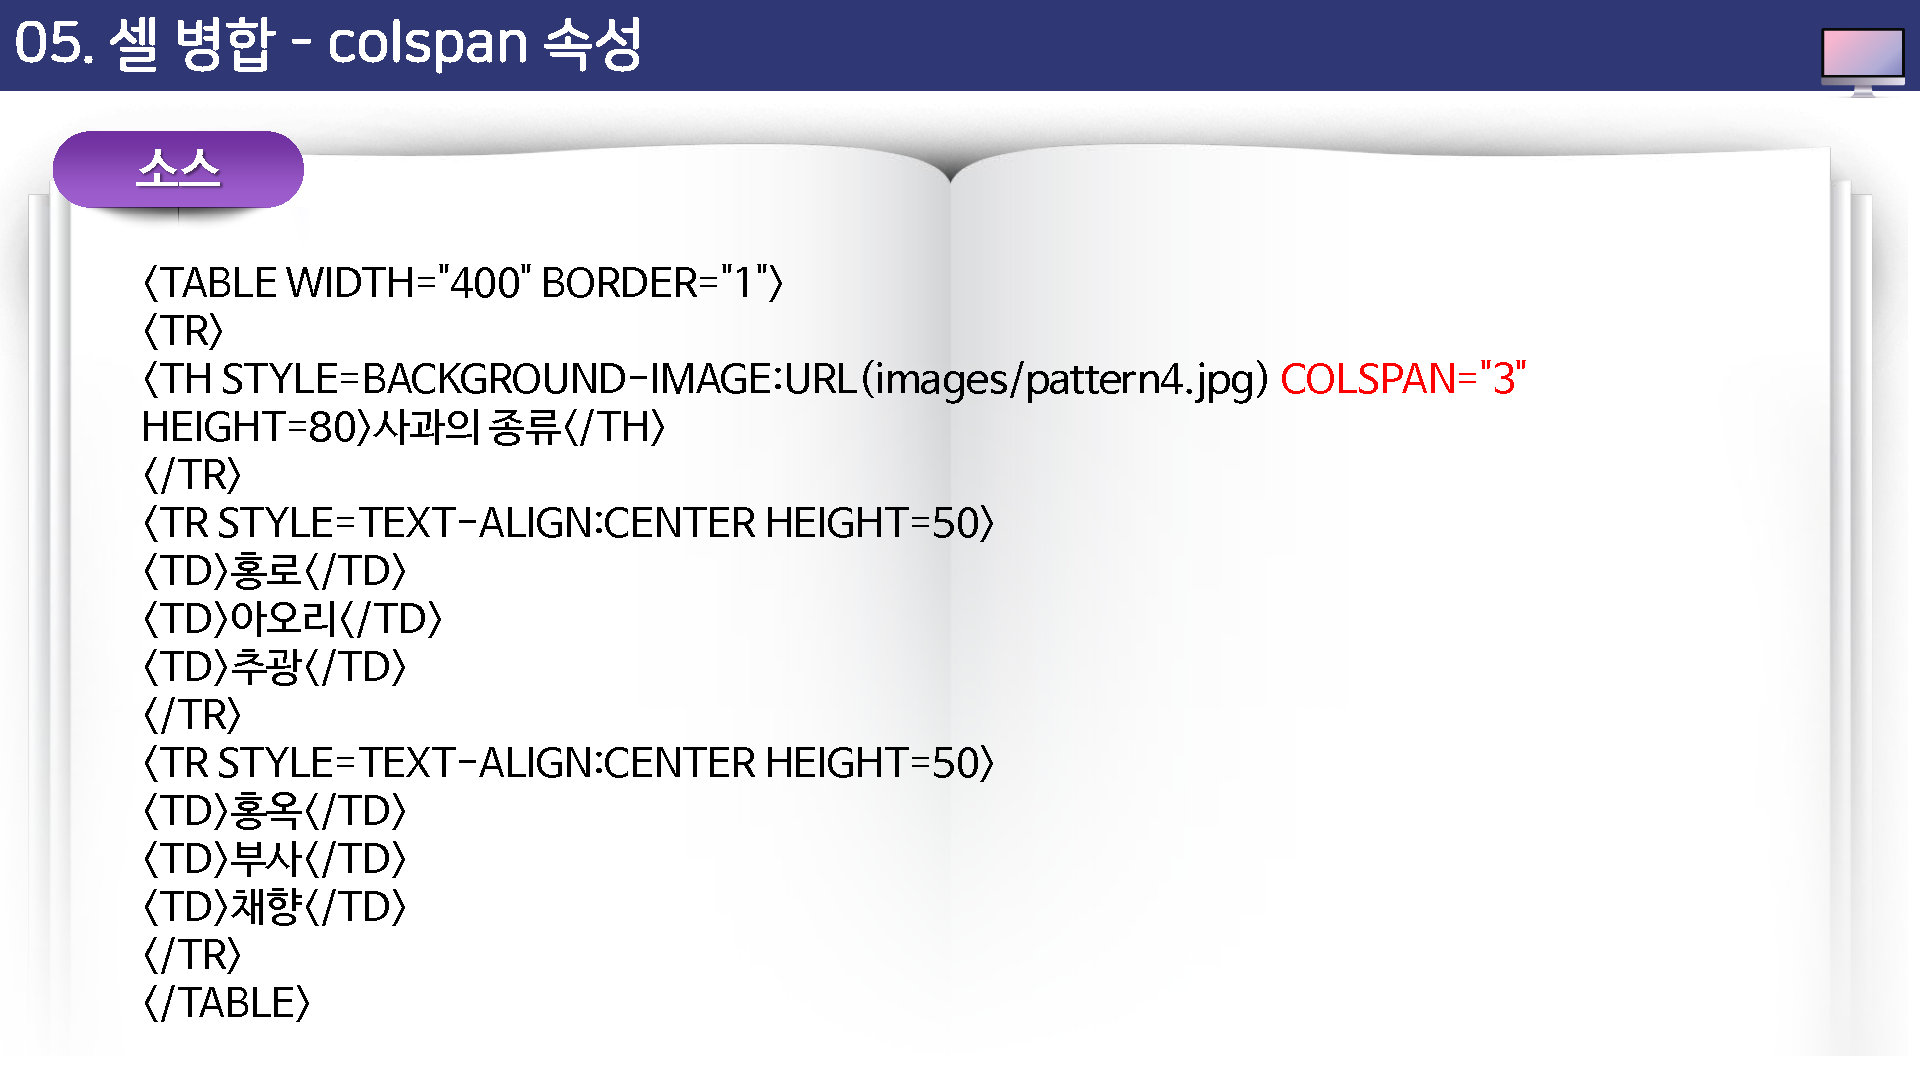 05. 셀 병합 - colspan 속성
소스
<TABLE WIDTH="400" BORDER="1">
<TR>
<TH STYLE=BACKGROUND-IMAGE:URL(images/pattern4.jpg) COLSPAN="3"
HEIGHT=80>사과의 종류</TH>
</TR>
<TR STYLE=TEXT-ALIGN:CENTER HEIGHT=50>
<TD>홍로</TD>
<TD>아오리</TD>
<TD>추광</TD>
</TR>
<TR STYLE=TEXT-ALIGN:CENTER HEIGHT=50>
<TD>홍옥</TD>
<TD>부사</TD>
<TD>채향</TD>
</TR>
</TABLE>